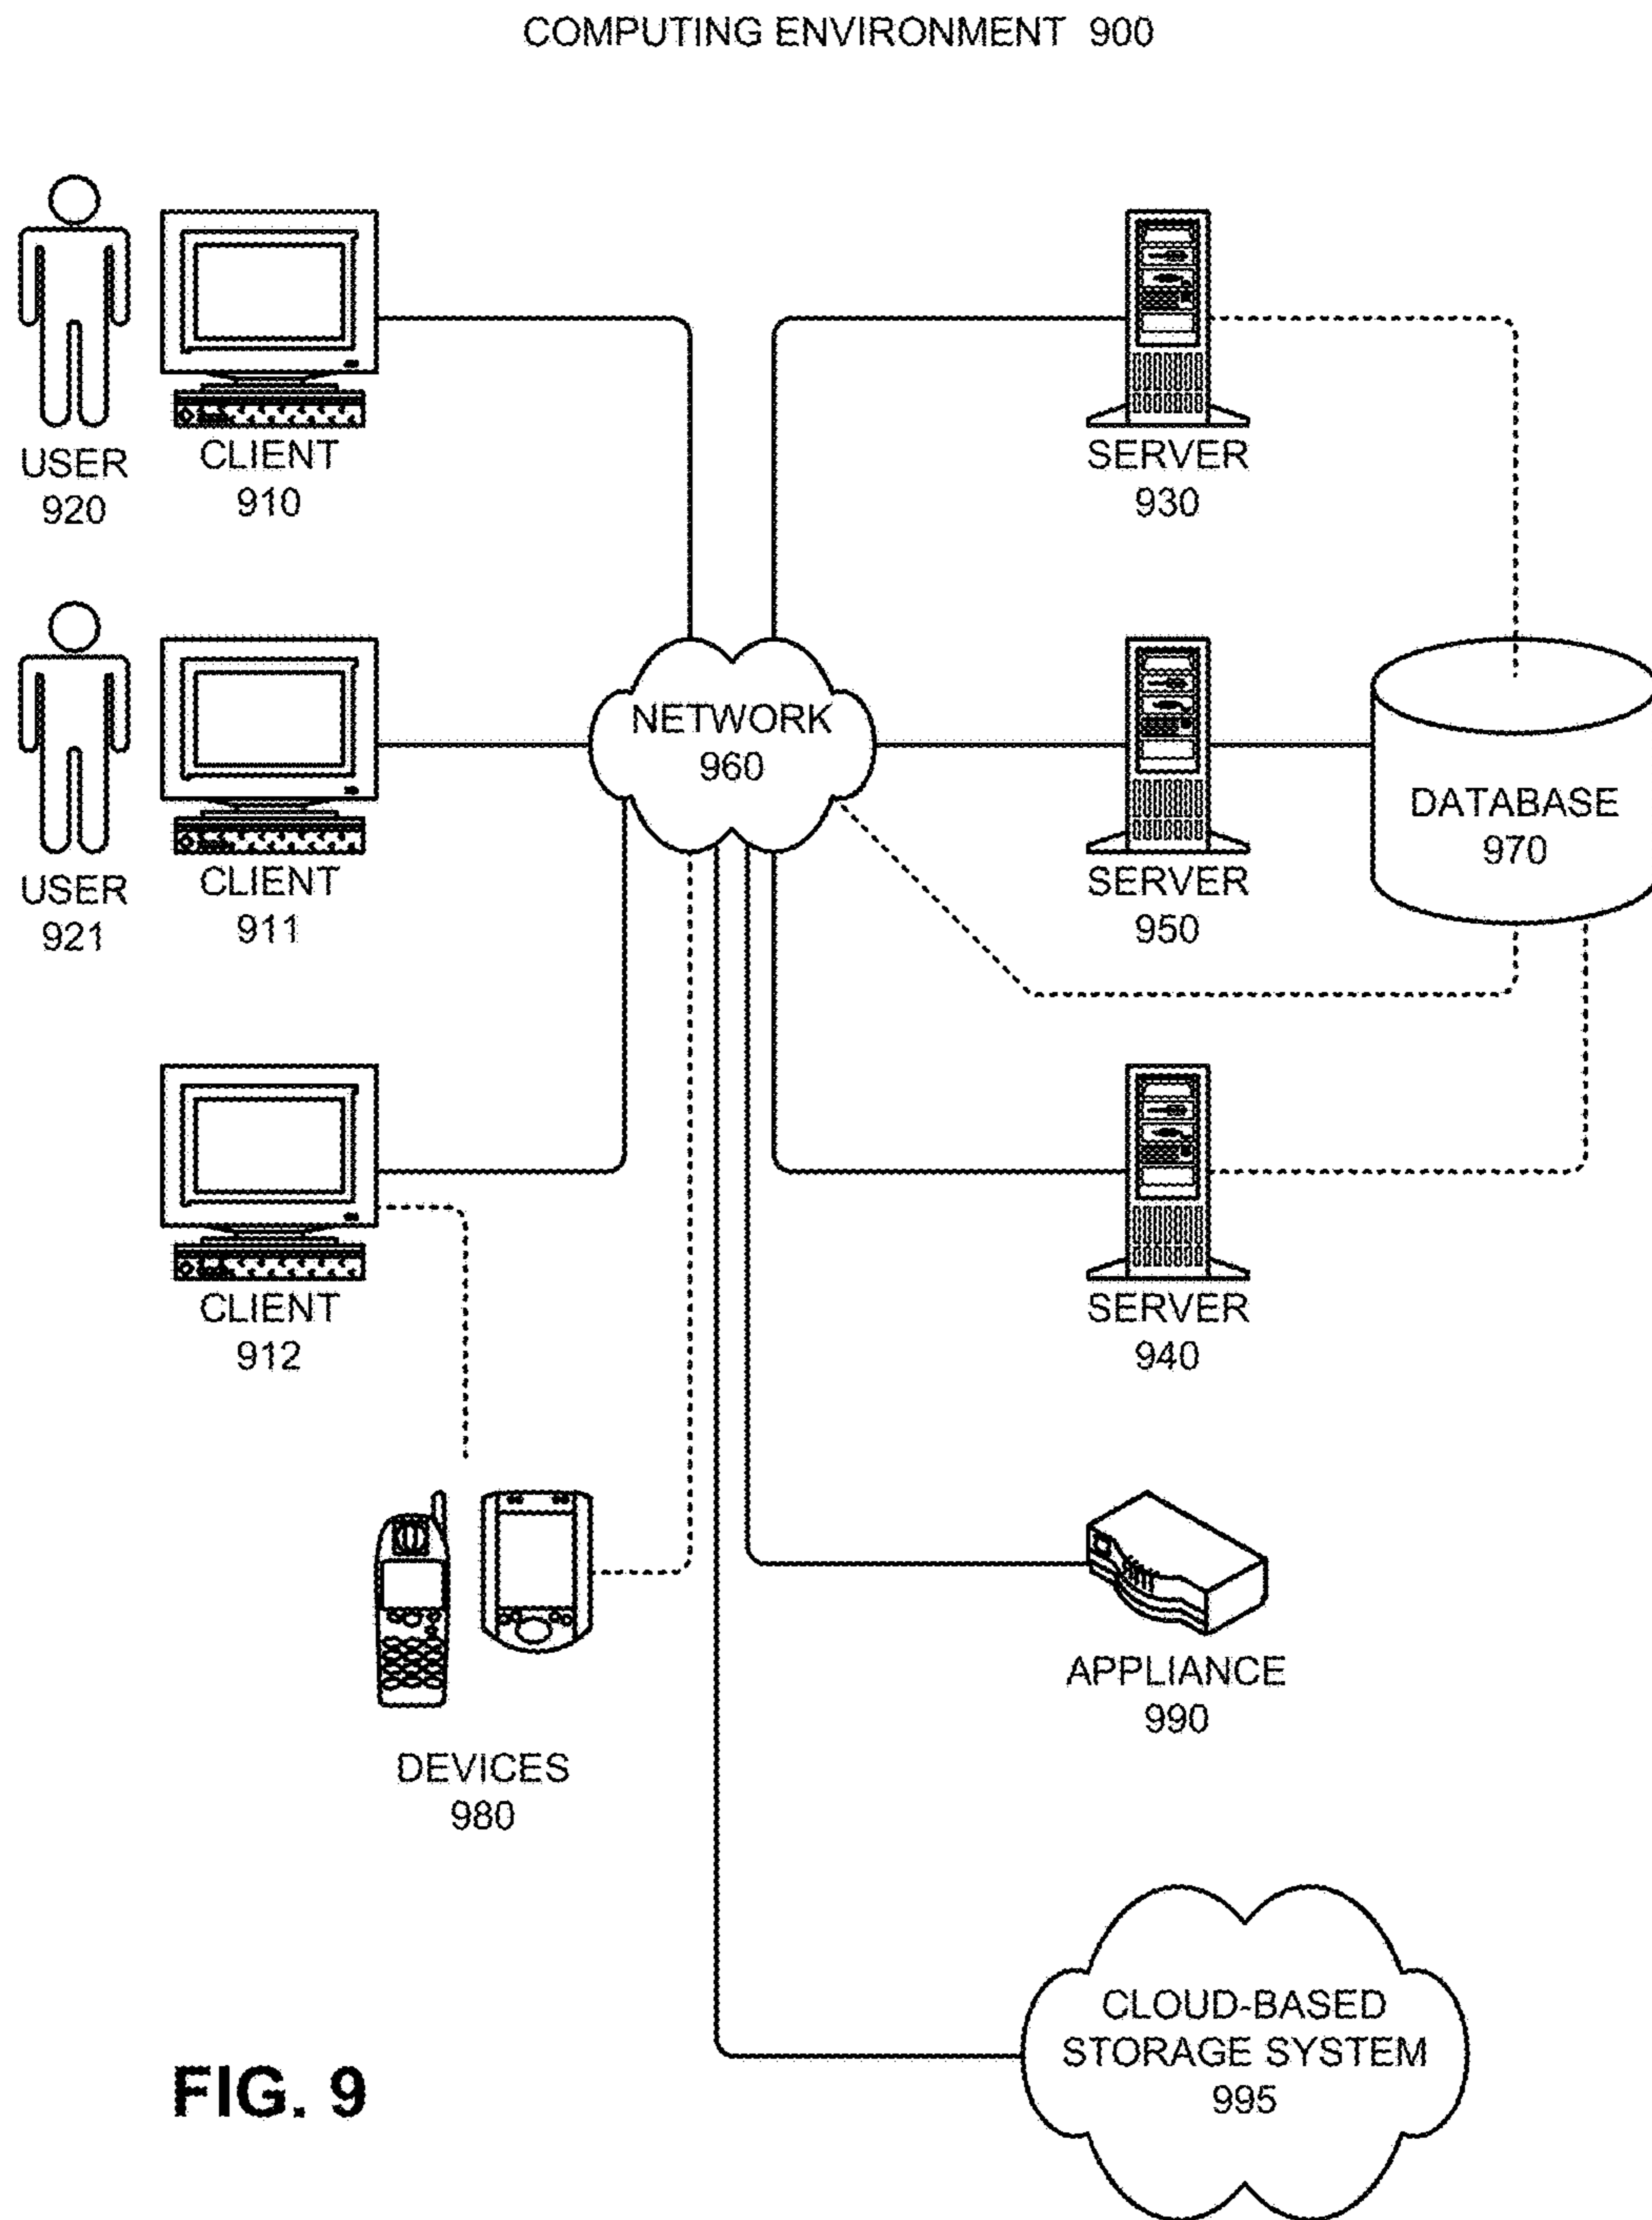 COMPUTING ENVIRONMENT 900
USER
920
CLIENT
910
SERVER
930
USER
921
CLIENT
911
NETWORK
960
SERVER
950
DATABASE
970
CLIENT
912
SERVER
940
DEVICES
980
APPLIANCE
990
CLOUD-BASED
STORAGE SYSTEM
995
FIG. 9